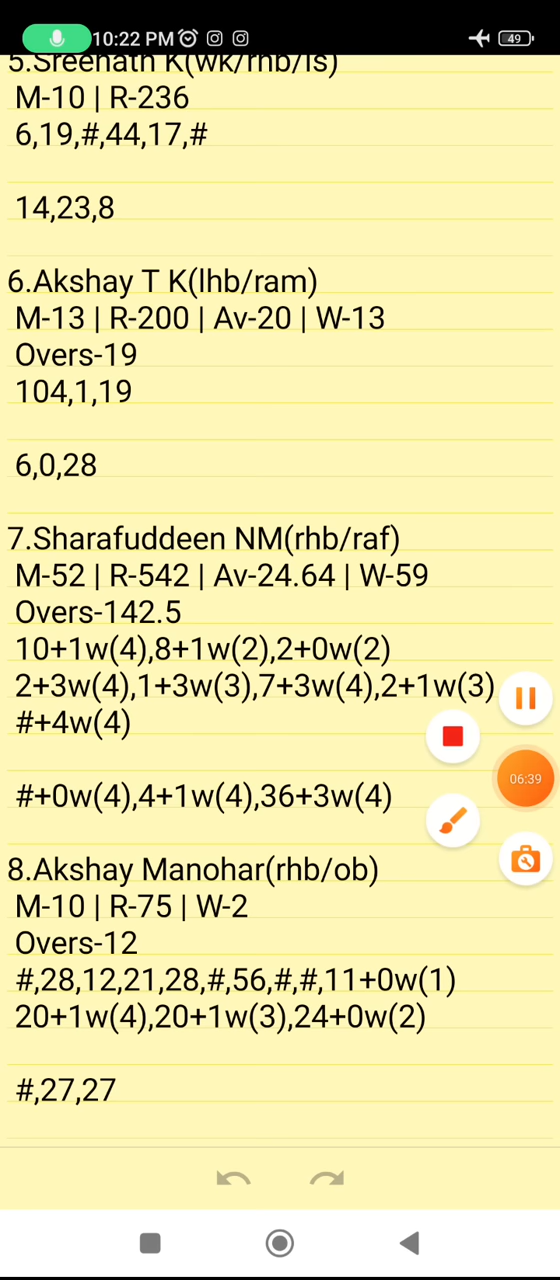 10:22 PM 49
5.Sreenath K(wk/rhb/ls)
M-10 | R-236
6,19,#,44,17,#
14,23,8
6.Akshay T K(lhb/ram)
M-13 | R-200 | Av-20 | W-13
Overs-19
104,1,19
6,0,28
7.Sharafuddeen NM(rhb/raf)
M-52 | R-542 | Av-24.64 | W-59
Overs-142.5
10+1w(4),8+1w(2),2+0w(2)
2+3w(4),1+3w(3),7+3w(4),2+1w(3)
#+4w(4)
06:39
#+0w(4),4+1w(4),36+3w(4)
8.Akshay Manohar(rhb/ob)
M-10 | R-75 | W-2
Overs-12
#,28,12,21,28,#,56,#,#,11+0w(1)
20+1w(4),20+1w(3),24+0w(2)
#,27,27